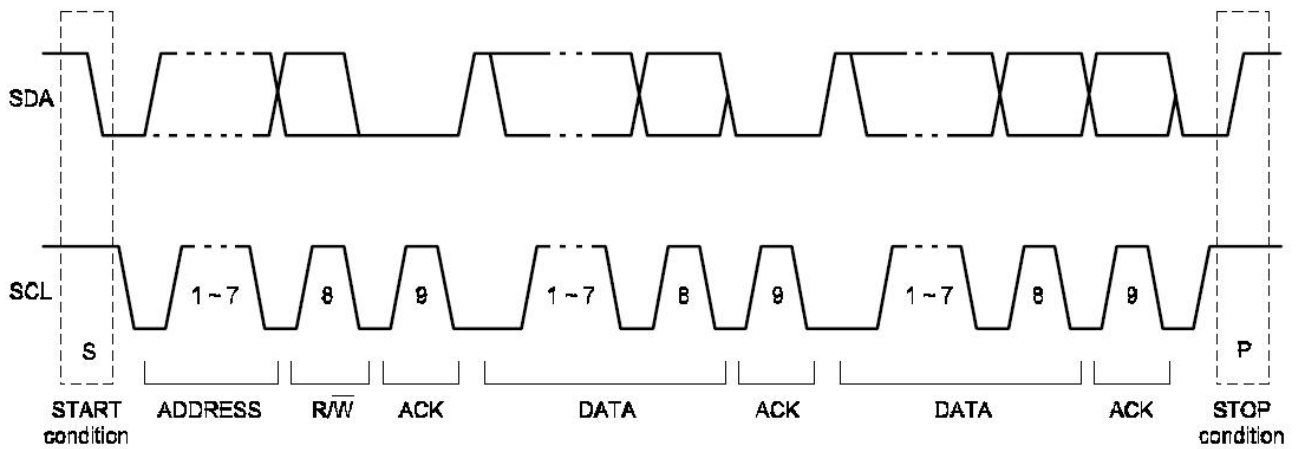 SDA
SCL
1 ~ 7 8 9 1 ~ 7 8 9 1 ~ 7 8 9
S P
START condition ADDRESS R/W̅ ACK DATA ACK DATA ACK STOP condition